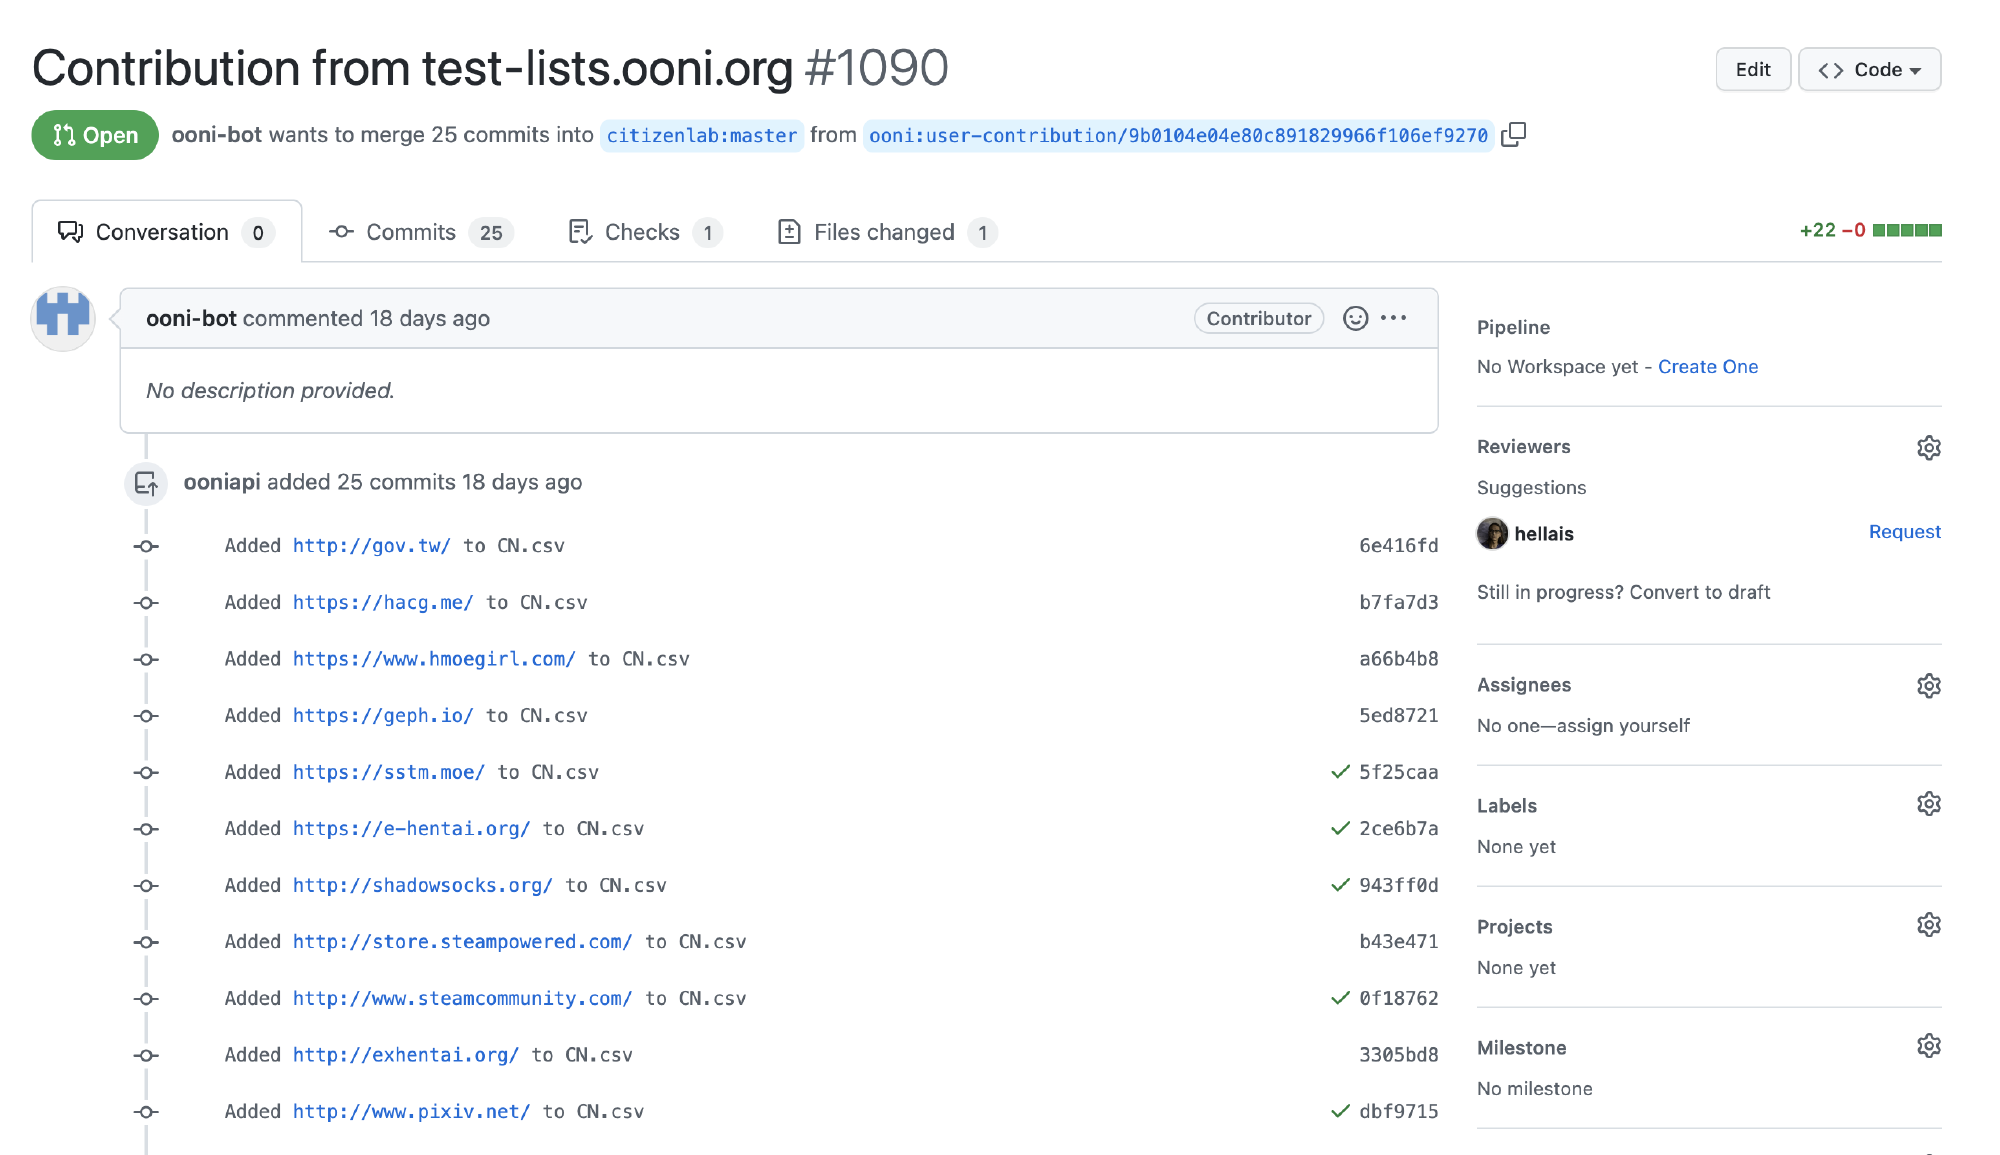 Contribution from test-lists.ooni.org #1090
Edit
Code
Open
ooni-bot wants to merge 25 commits into citizenlab:master from ooni:user-contribution/9b0104e04e80c891829966f106ef9270
Conversation 0
Commits 25
Checks 1
Files changed 1
+22 −0
ooni-bot commented 18 days ago
Contributor
No description provided.
ooniapi added 25 commits 18 days ago
Added http://gov.tw/ to CN.csv 6e416fd
Added https://hacg.me/ to CN.csv b7fa7d3
Added https://www.hmoegirl.com/ to CN.csv a66b4b8
Added https://geph.io/ to CN.csv 5ed8721
Added https://sstm.moe/ to CN.csv 5f25caa
Added https://e-hentai.org/ to CN.csv 2ce6b7a
Added http://shadowsocks.org/ to CN.csv 943ff0d
Added http://store.steampowered.com/ to CN.csv b43e471
Added http://www.steamcommunity.com/ to CN.csv 0f18762
Added http://exhentai.org/ to CN.csv 3305bd8
Added http://www.pixiv.net/ to CN.csv dbf9715
Pipeline
No Workspace yet - Create One
Reviewers
Suggestions
hellais Request
Still in progress? Convert to draft
Assignees
No one—assign yourself
Labels
None yet
Projects
None yet
Milestone
No milestone